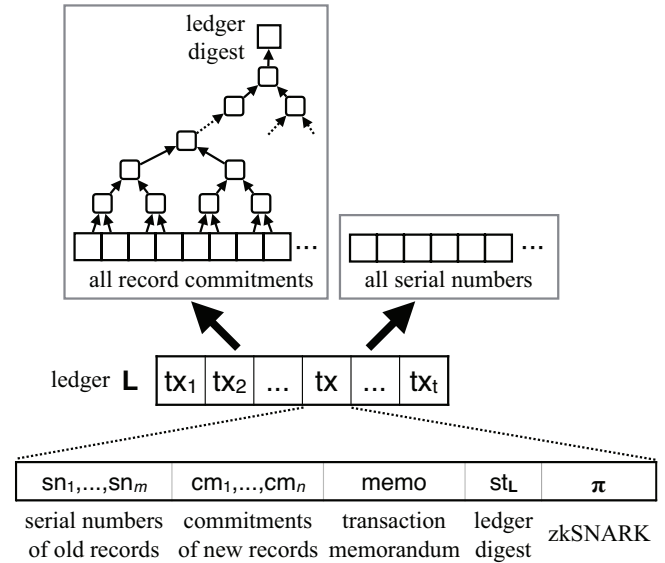 ledger
digest
...
all record commitments
...
all serial numbers
ledger L tx₁ tx₂ ... tx ... txₜ
sn₁,...,snₘ cm₁,...,cmₙ memo st_L π
serial numbers commitments transaction ledger zkSNARK
of old records of new records memorandum digest